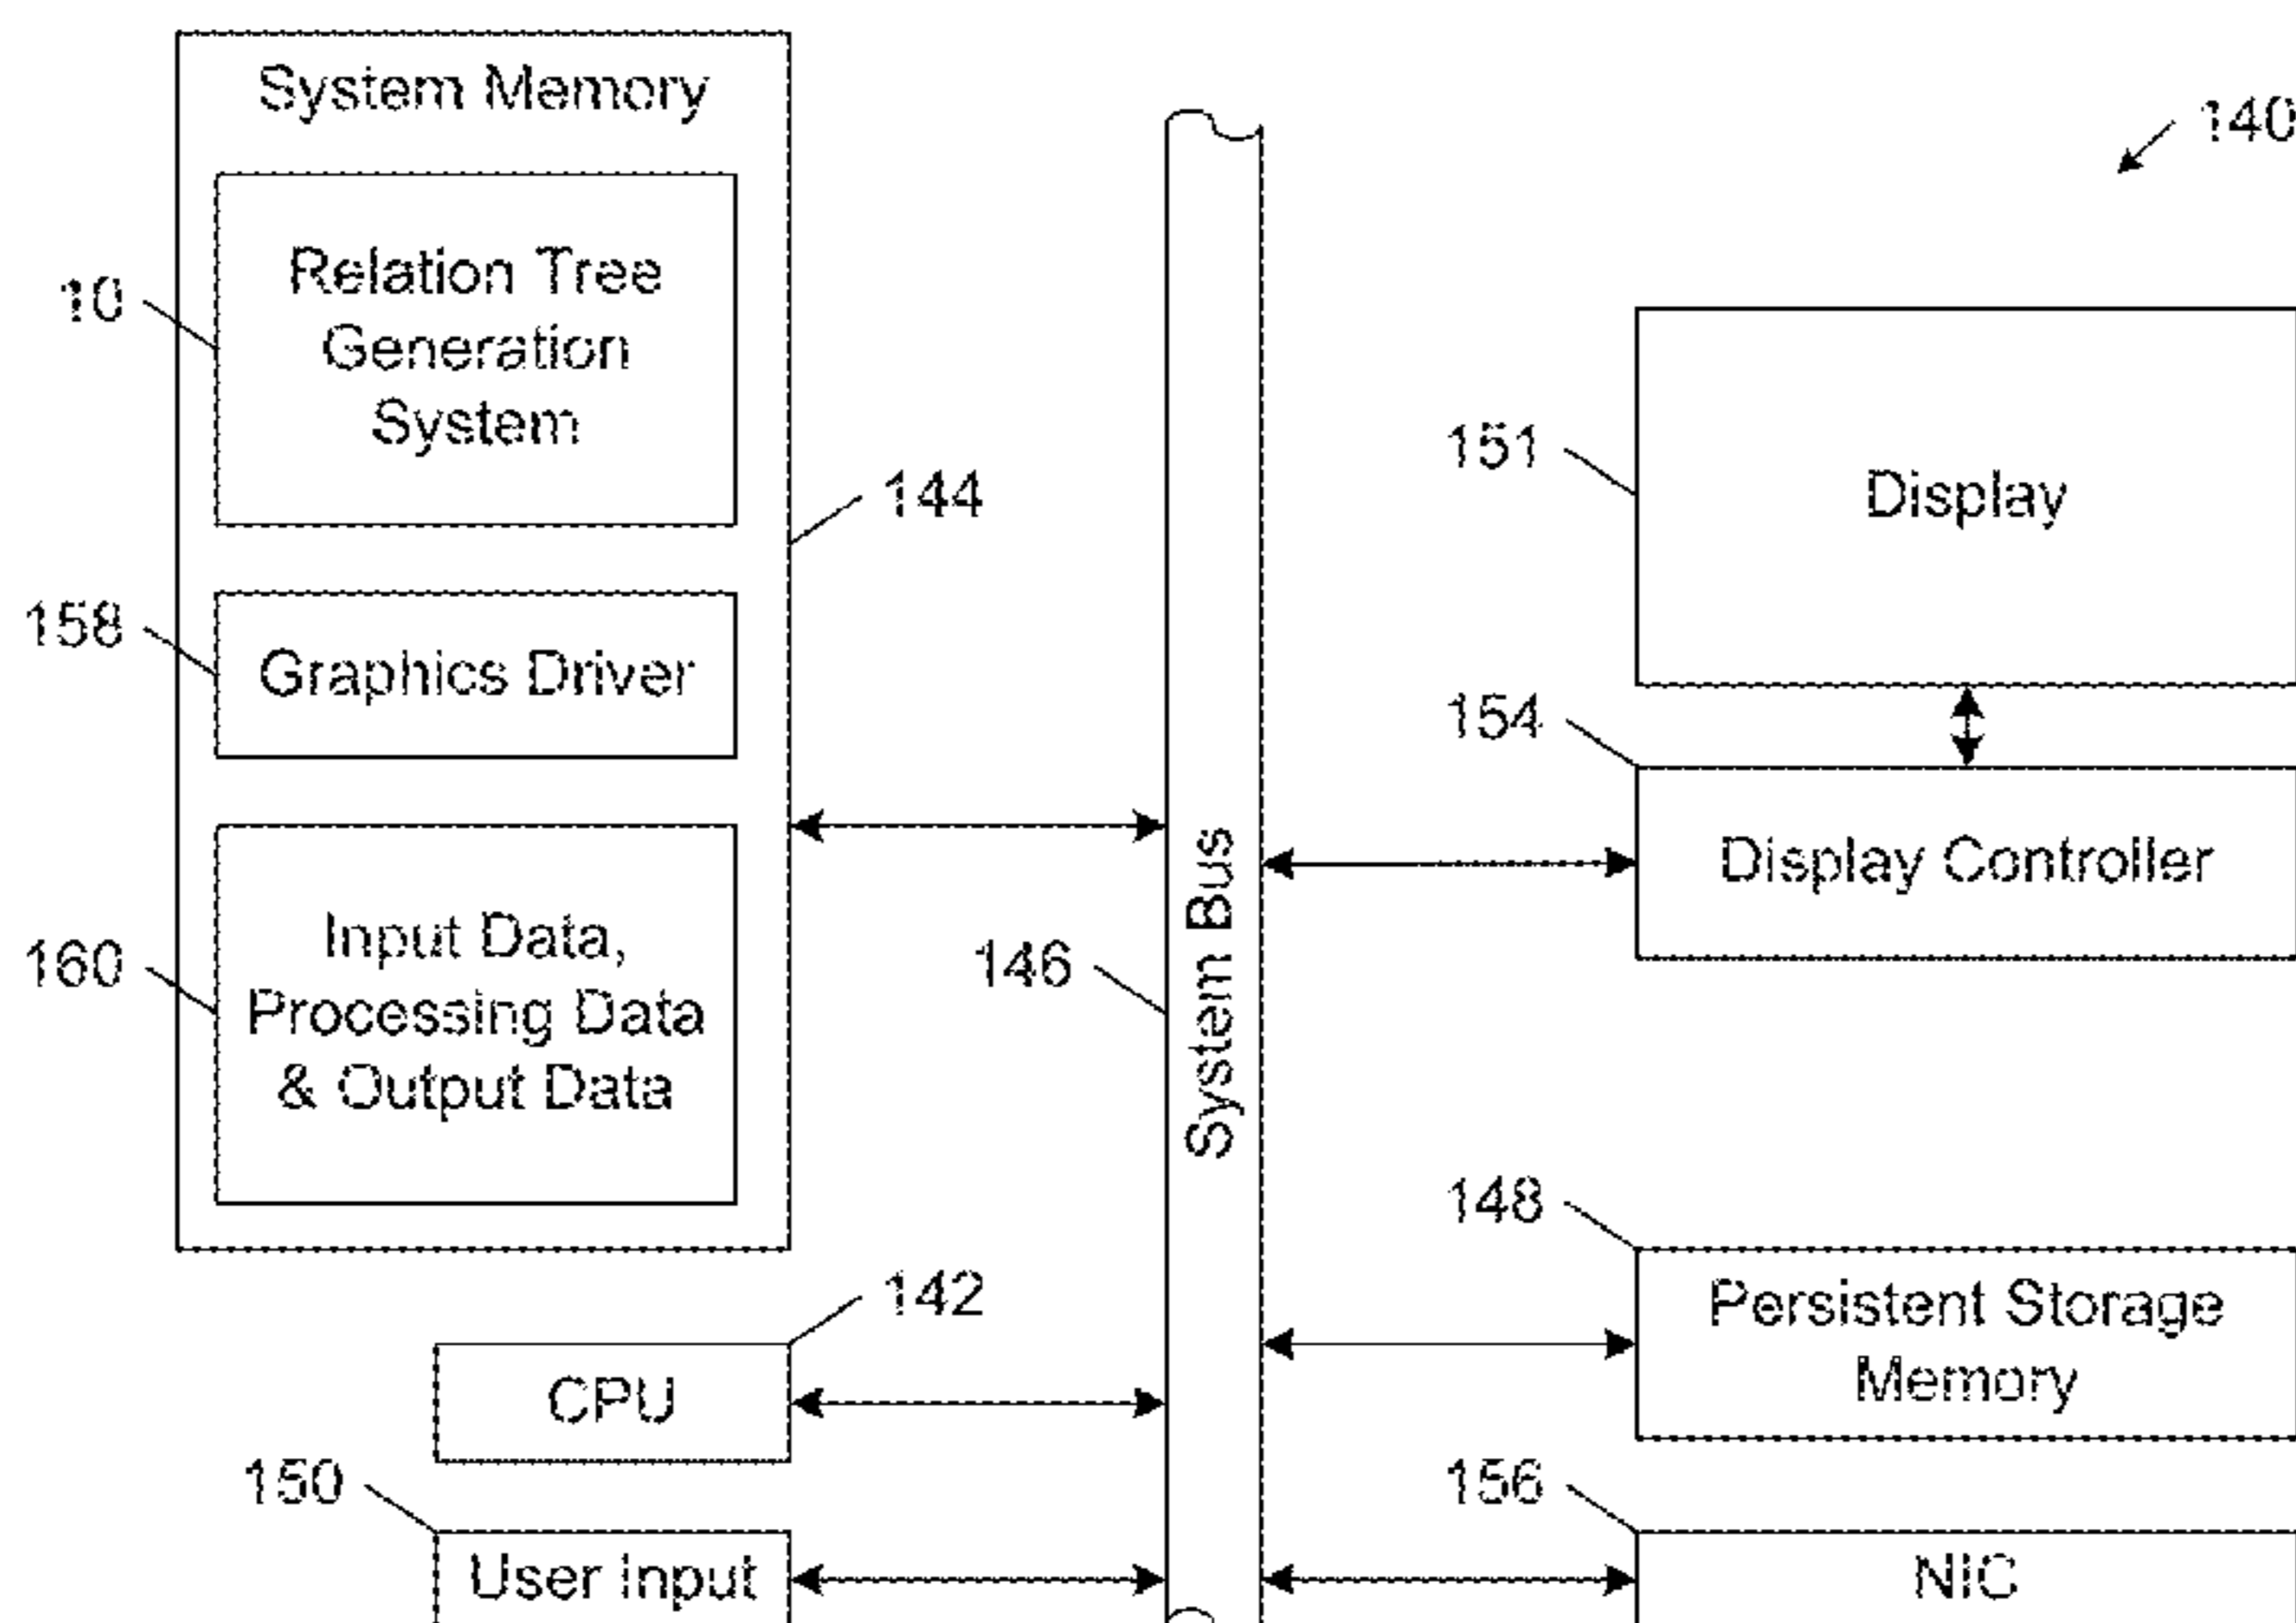 System Memory
140
Relation Tree
Generation
System
10
144
151
Display
158
Graphics Driver
154
Display Controller
160
Input Data,
Processing Data
& Output Data
146
System Bus
148
Persistent Storage
Memory
142
CPU
150
User Input
156
NIC